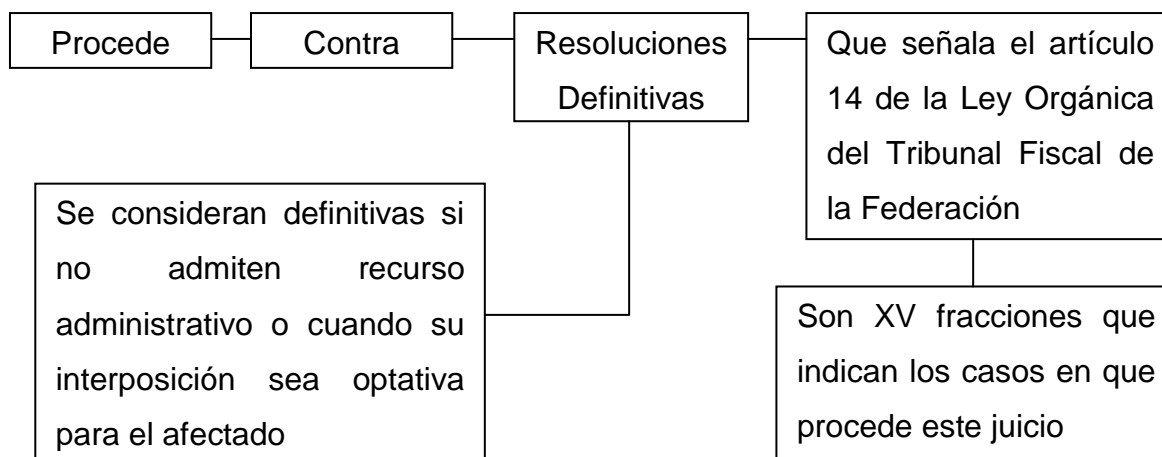 Procede
Contra
Resoluciones
Definitivas
Que señala el artículo
14 de la Ley Orgánica
del Tribunal Fiscal de
la Federación
Se consideran definitivas si
no admiten recurso
administrativo o cuando su
interposición sea optativa
para el afectado
Son XV fracciones que
indican los casos en que
procede este juicio